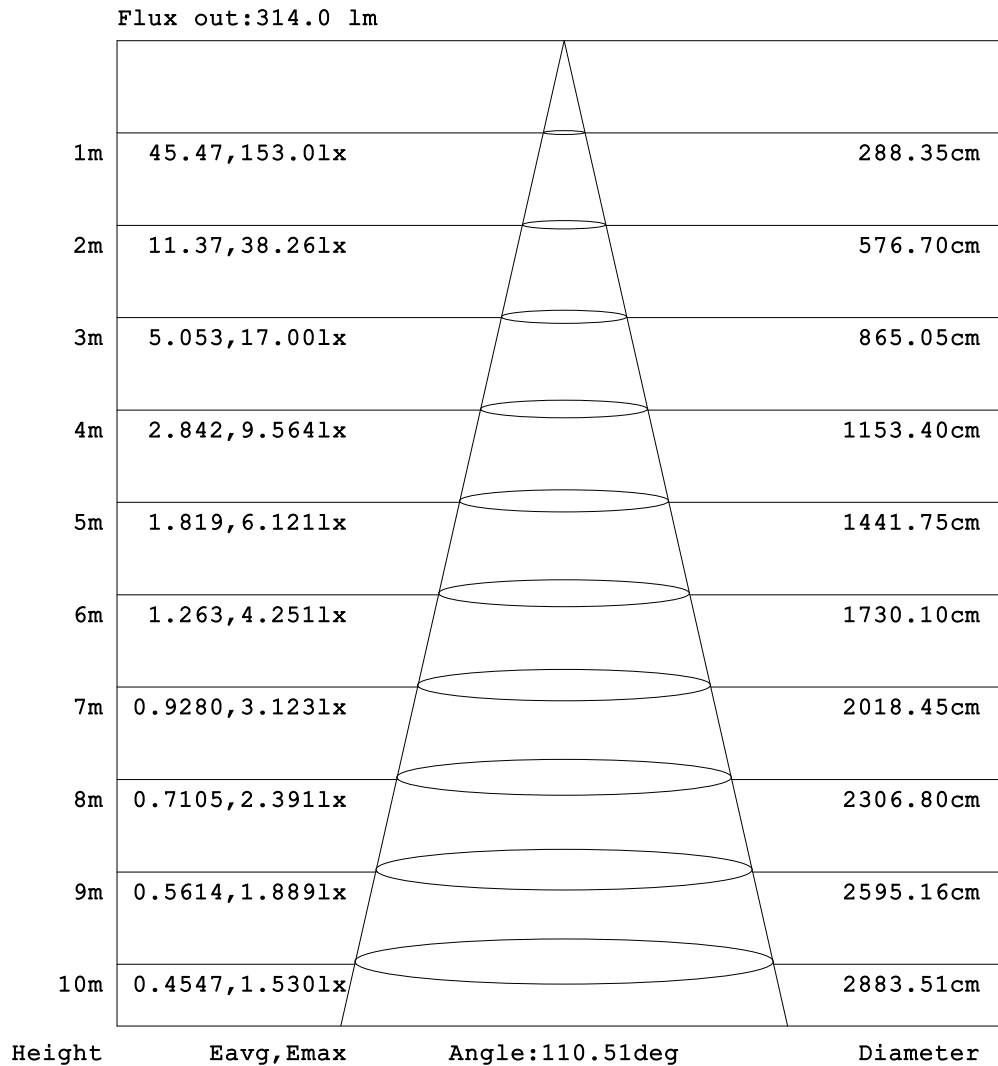 Flux out:314.0 lm
1m 45.47,153.0lx 288.35cm
2m 11.37,38.26lx 576.70cm
3m 5.053,17.00lx 865.05cm
4m 2.842,9.564lx 1153.40cm
5m 1.819,6.121lx 1441.75cm
6m 1.263,4.251lx 1730.10cm
7m 0.9280,3.123lx 2018.45cm
8m 0.7105,2.391lx 2306.80cm
9m 0.5614,1.889lx 2595.16cm
10m 0.4547,1.530lx 2883.51cm
Height Eavg,Emax Angle:110.51deg Diameter